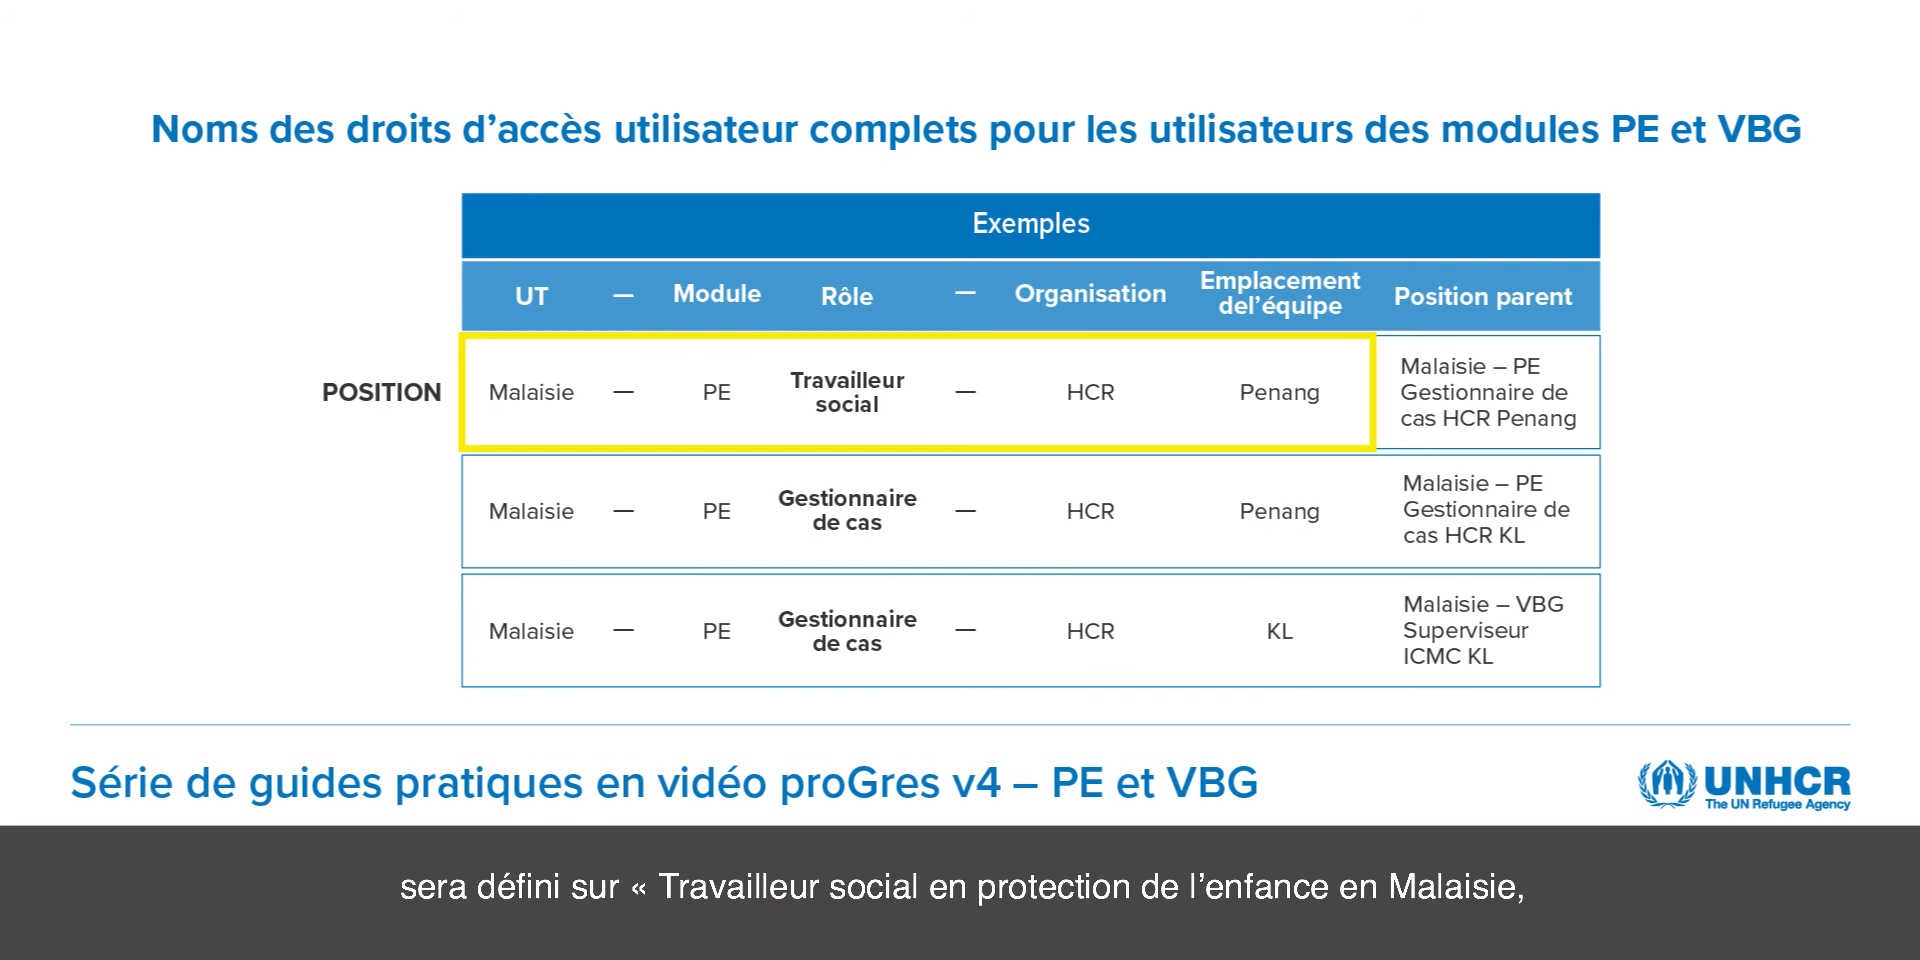 Noms des droits d’accès utilisateur complets pour les utilisateurs des modules PE et VBG
Exemples
UT — Module Rôle — Organisation Emplacement del’équipe Position parent
POSITION
Malaisie — PE Travailleur social — HCR Penang Malaisie – PE Gestionnaire de cas HCR Penang
Malaisie — PE Gestionnaire de cas — HCR Penang Malaisie – PE Gestionnaire de cas HCR KL
Malaisie — PE Gestionnaire de cas — HCR KL Malaisie – VBG Superviseur ICMC KL
Série de guides pratiques en vidéo proGres v4 – PE et VBG
UNHCR
The UN Refugee Agency
sera défini sur « Travailleur social en protection de l’enfance en Malaisie,